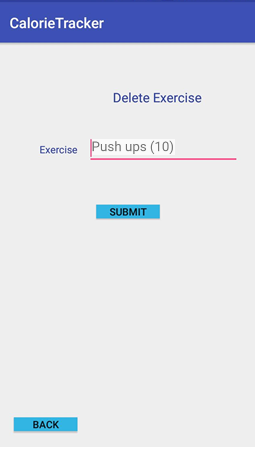 CalorieTracker
Delete Exercise
Exercise Push ups (10)
SUBMIT
BACK